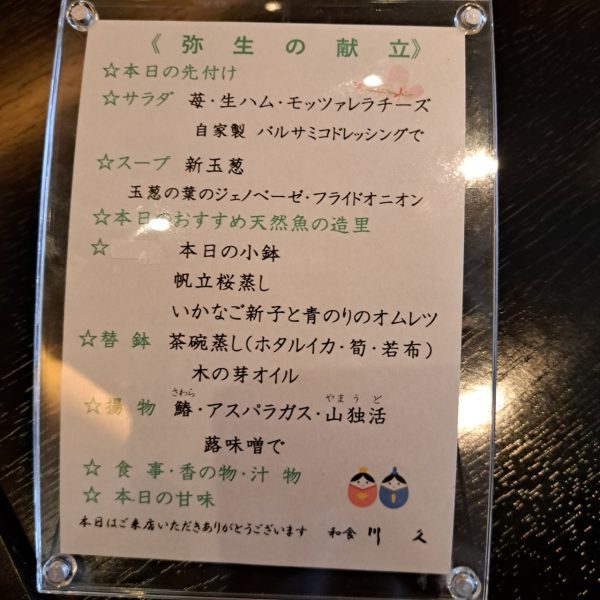 《 弥 生 の 献 立》
☆本日の先付け
☆サラダ 苺・生ハム・モッツァレラチーズ
自家製 バルサミコドレッシングで
☆スープ 新玉葱
玉葱の葉のジェノベーゼ・フライドオニオン
☆本日のおすすめ天然魚の造里
☆ 本日の小鉢
帆立桜蒸し
いかなご新子と青のりのオムレツ
☆替 鉢 茶碗蒸し(ホタルイカ・筍・若布)
木の芽オイル
さわら やまうど
☆揚 物 鰆・アスパラガス・山独活
蕗味噌で
☆ 食 事・香の物・汁 物
☆ 本日の甘味
本日はご来店いただきありがとうございます 和食 川 久